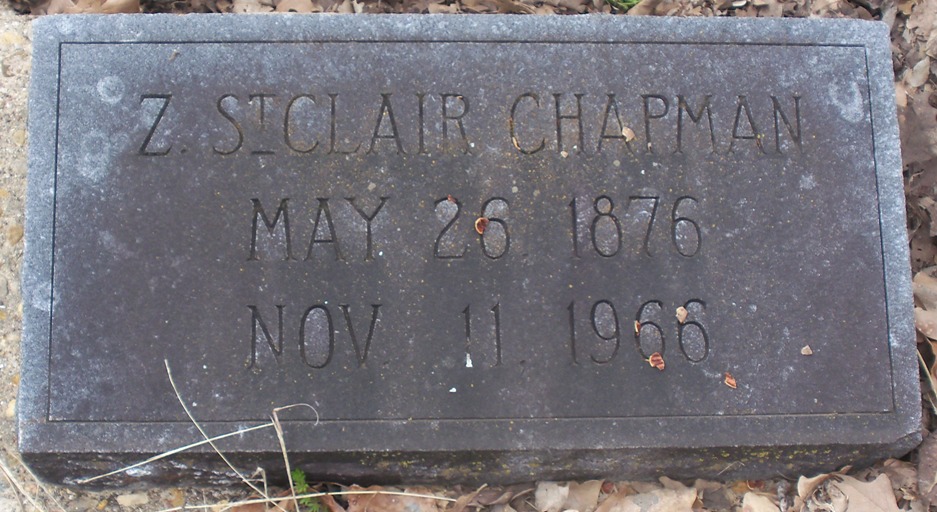 Z. ST CLAIR CHAPMAN
MAY 26. 1876
NOV. 11. 1966